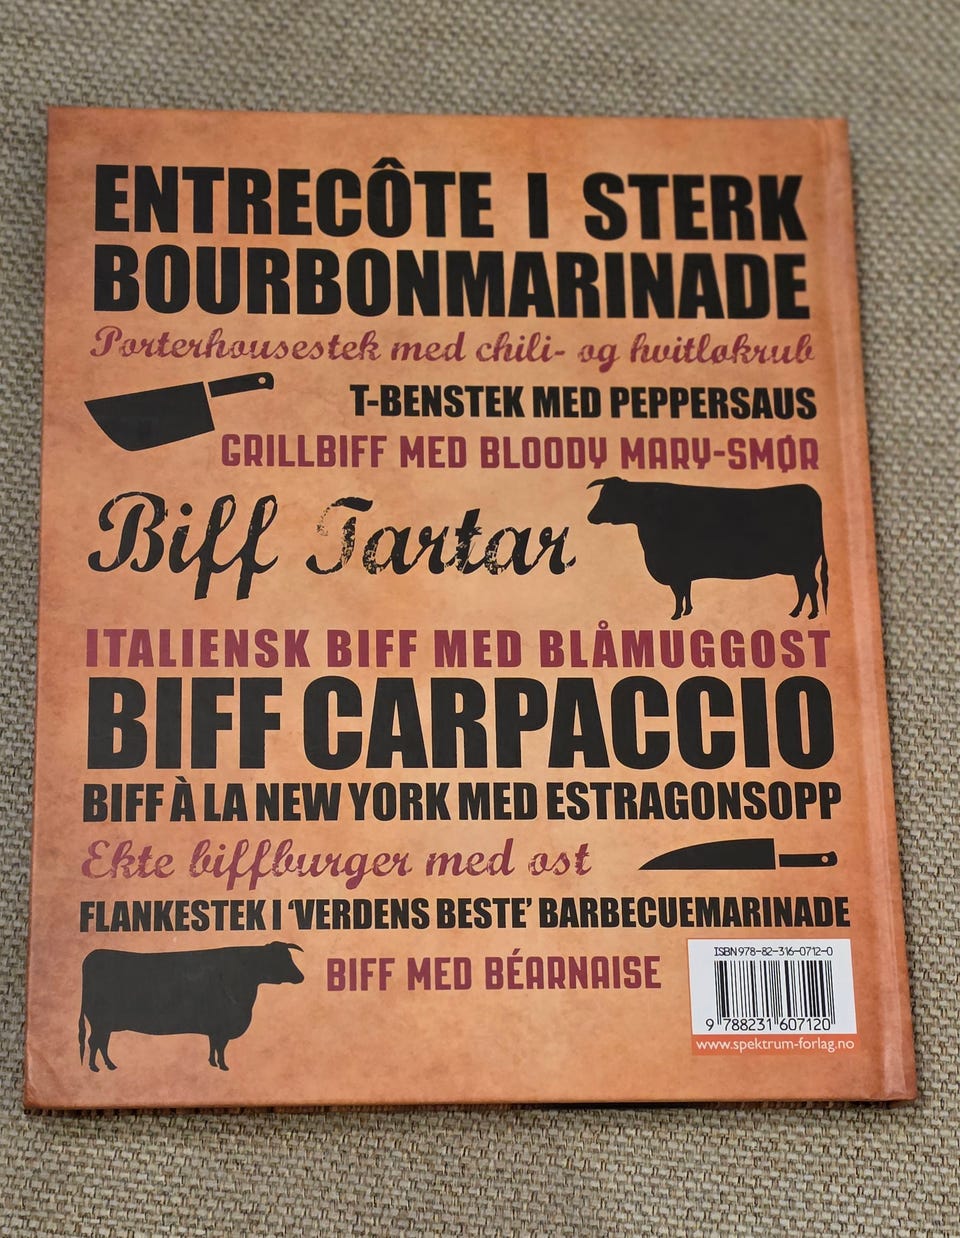 ENTRECÔTE I STERK
BOURBONMARINADE
Porterhousestek med chili- og hvitløkrub
T-BENSTEK MED PEPPERSAUS
GRILLBIFF MED BLOODY MARY-SMØR
Biff Tartar
ITALIENSK BIFF MED BLÅMUGGOST
BIFF CARPACCIO
BIFF À LA NEW YORK MED ESTRAGONSOPP
Ekte biffburger med ost
FLANKESTEK I ‘VERDENS BESTE’ BARBECUEMARINADE
BIFF MED BÉARNAISE
ISBN 978-82-316-0712-0
9 788231 607120
www.spektrum-forlag.no